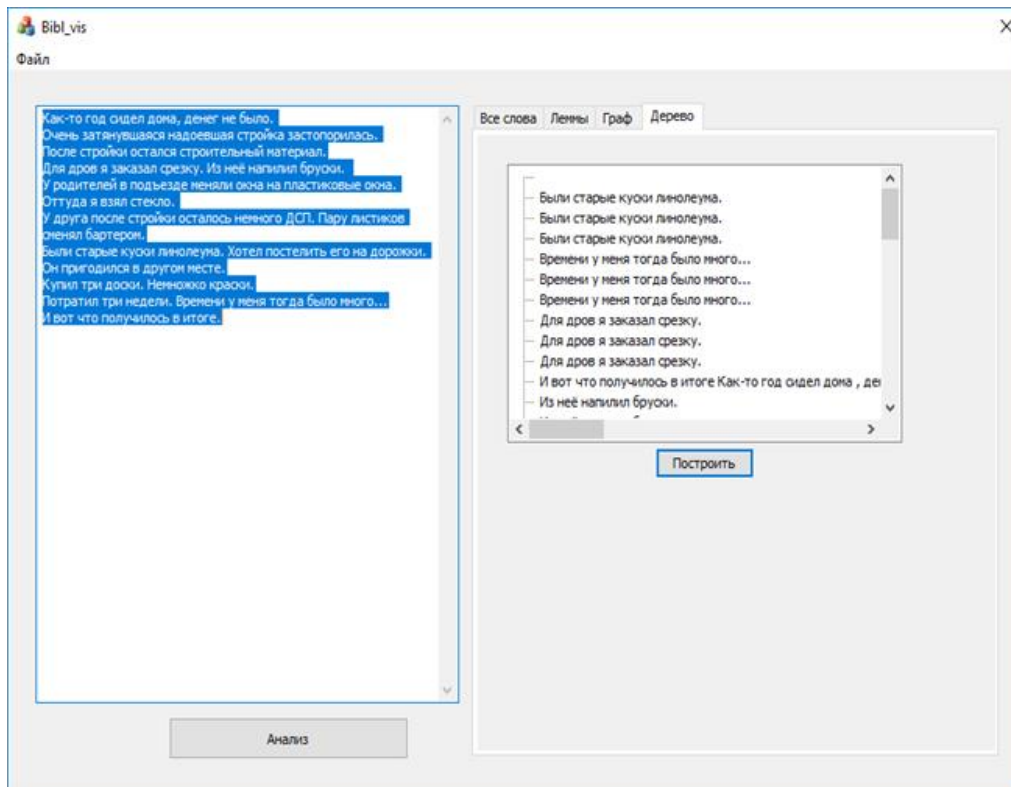 Bibl_vis
Файл
Как-то год сидел дома, денег не было.
Очень затянувшаяся надоевшая стройка застопорилась.
После стройки остался строительный материал.
Для дров я заказал срезку. Из неё напилил бруски.
У родителей в подъезде меняли окна на пластиковые окна.
Оттуда я взял стекло.
У друга после стройки осталось немного ДСП. Пару листиков
сменял бартером.
Были старые куски линолеума. Хотел постелить его на дорожки.
Он пригодился в другом месте.
Купил три доски. Немножко краски.
Потратил три недели. Времени у меня тогда было много...
И вот что получилось в итоге.
Анализ
Все слова Леммы Граф Дерево
Были старые куски линолеума.
Были старые куски линолеума.
Были старые куски линолеума.
Времени у меня тогда было много...
Времени у меня тогда было много...
Времени у меня тогда было много...
Для дров я заказал срезку.
Для дров я заказал срезку.
Для дров я заказал срезку.
И вот что получилось в итоге Как-то год сидел дома , де
Из неё напилил бруски.
Построить